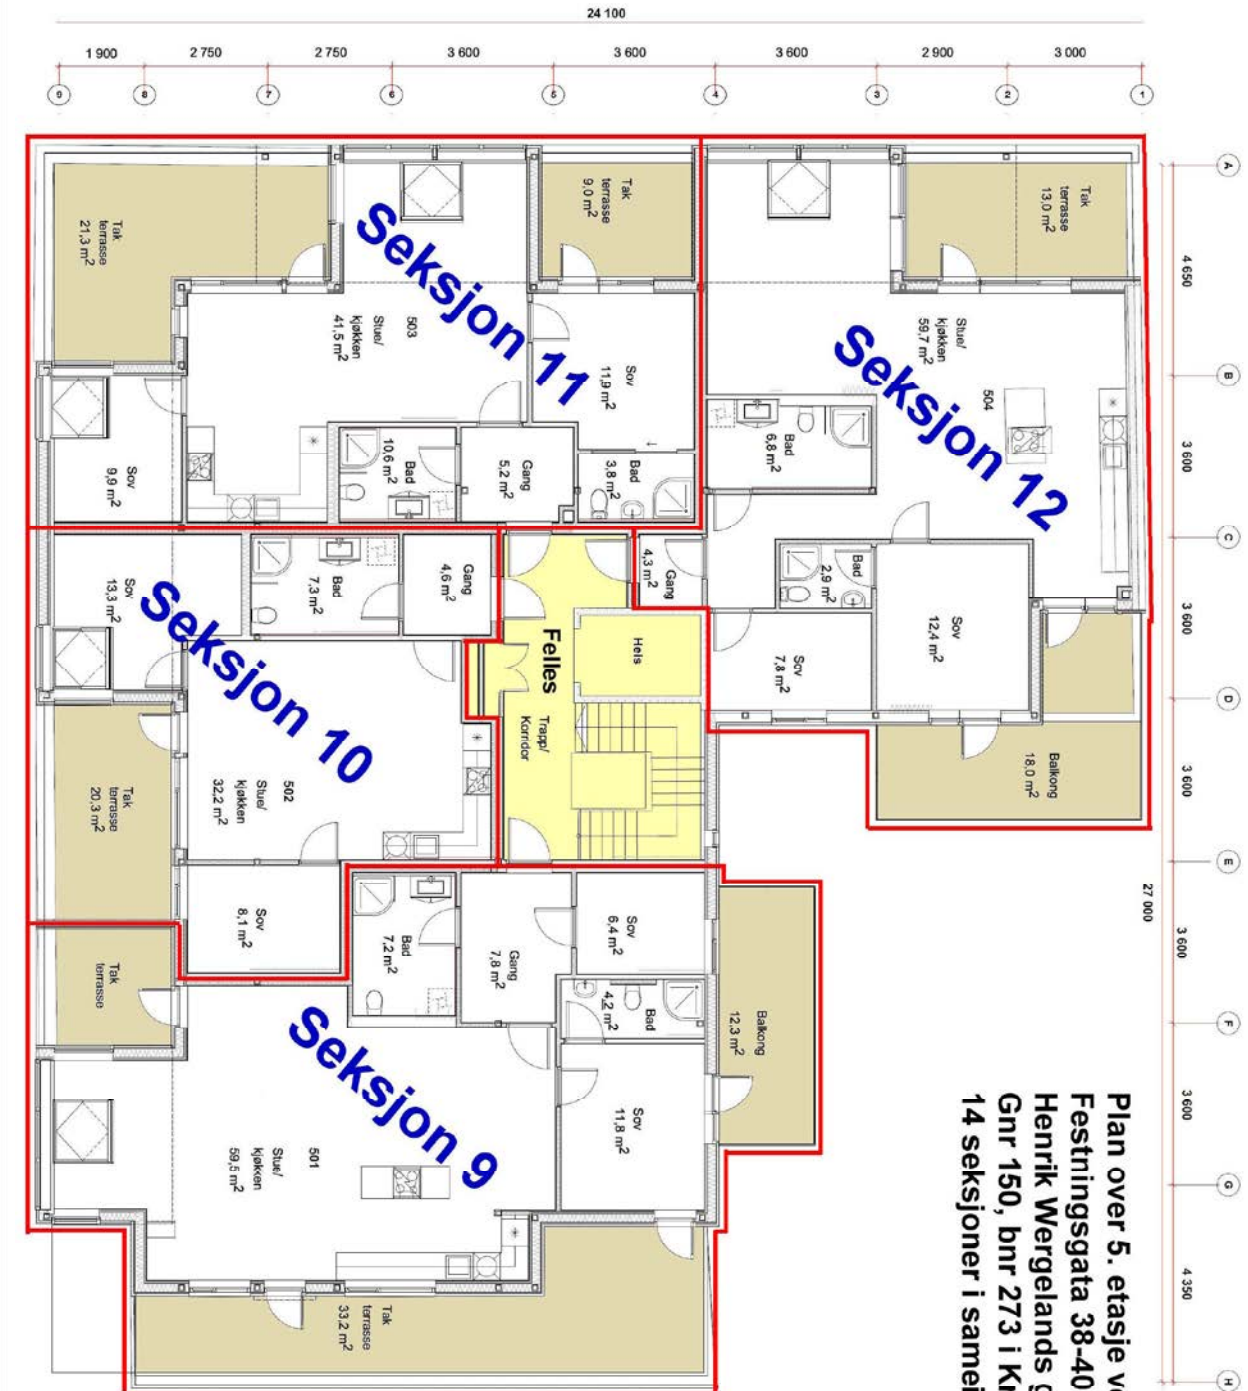 24 100
1 900
2 750
2 750
3 600
3 600
3 600
2 900
3 000
9
8
7
6
5
4
3
2
1
A
4 650
B
3 600
C
3 600
D
3 600
E
27 000
3 600
F
3 600
G
4 350
H
Tak
terrasse
21,3 m²
Seksjon 11
Tak
terrasse
9,0 m²
503
Stue/
kjøkken
41,5 m²
Sov
11,9 m²
Sov
9,9 m²
Bad
10,6 m²
Gang
5,2 m²
Bad
3,8 m²
Tak
terrasse
13,0 m²
Seksjon 12
504
Stue/
kjøkken
59,7 m²
Bad
6,8 m²
Gang
4,3 m²
Bad
2,9 m²
Sov
12,4 m²
Sov
7,8 m²
Balkong
18,0 m²
Sov
13,3 m²
Bad
7,3 m²
Gang
4,6 m²
Seksjon 10
502
Stue/
kjøkken
32,2 m²
Tak
terrasse
20,3 m²
Sov
8,1 m²
Felles
Heis
Trapp/
Korridor
Tak
terrasse
Bad
7,2 m²
Gang
7,8 m²
Sov
6,4 m²
Bad
4,2 m²
Sov
11,8 m²
Balkong
12,3 m²
Seksjon 9
501
Stue/
kjøkken
59,5 m²
Tak
terrasse
33,2 m²
Plan over 5. etasje
Festningsgata 38-40
Henrik Wergelands
Gnr 150, bnr 273 i
14 seksjoner i